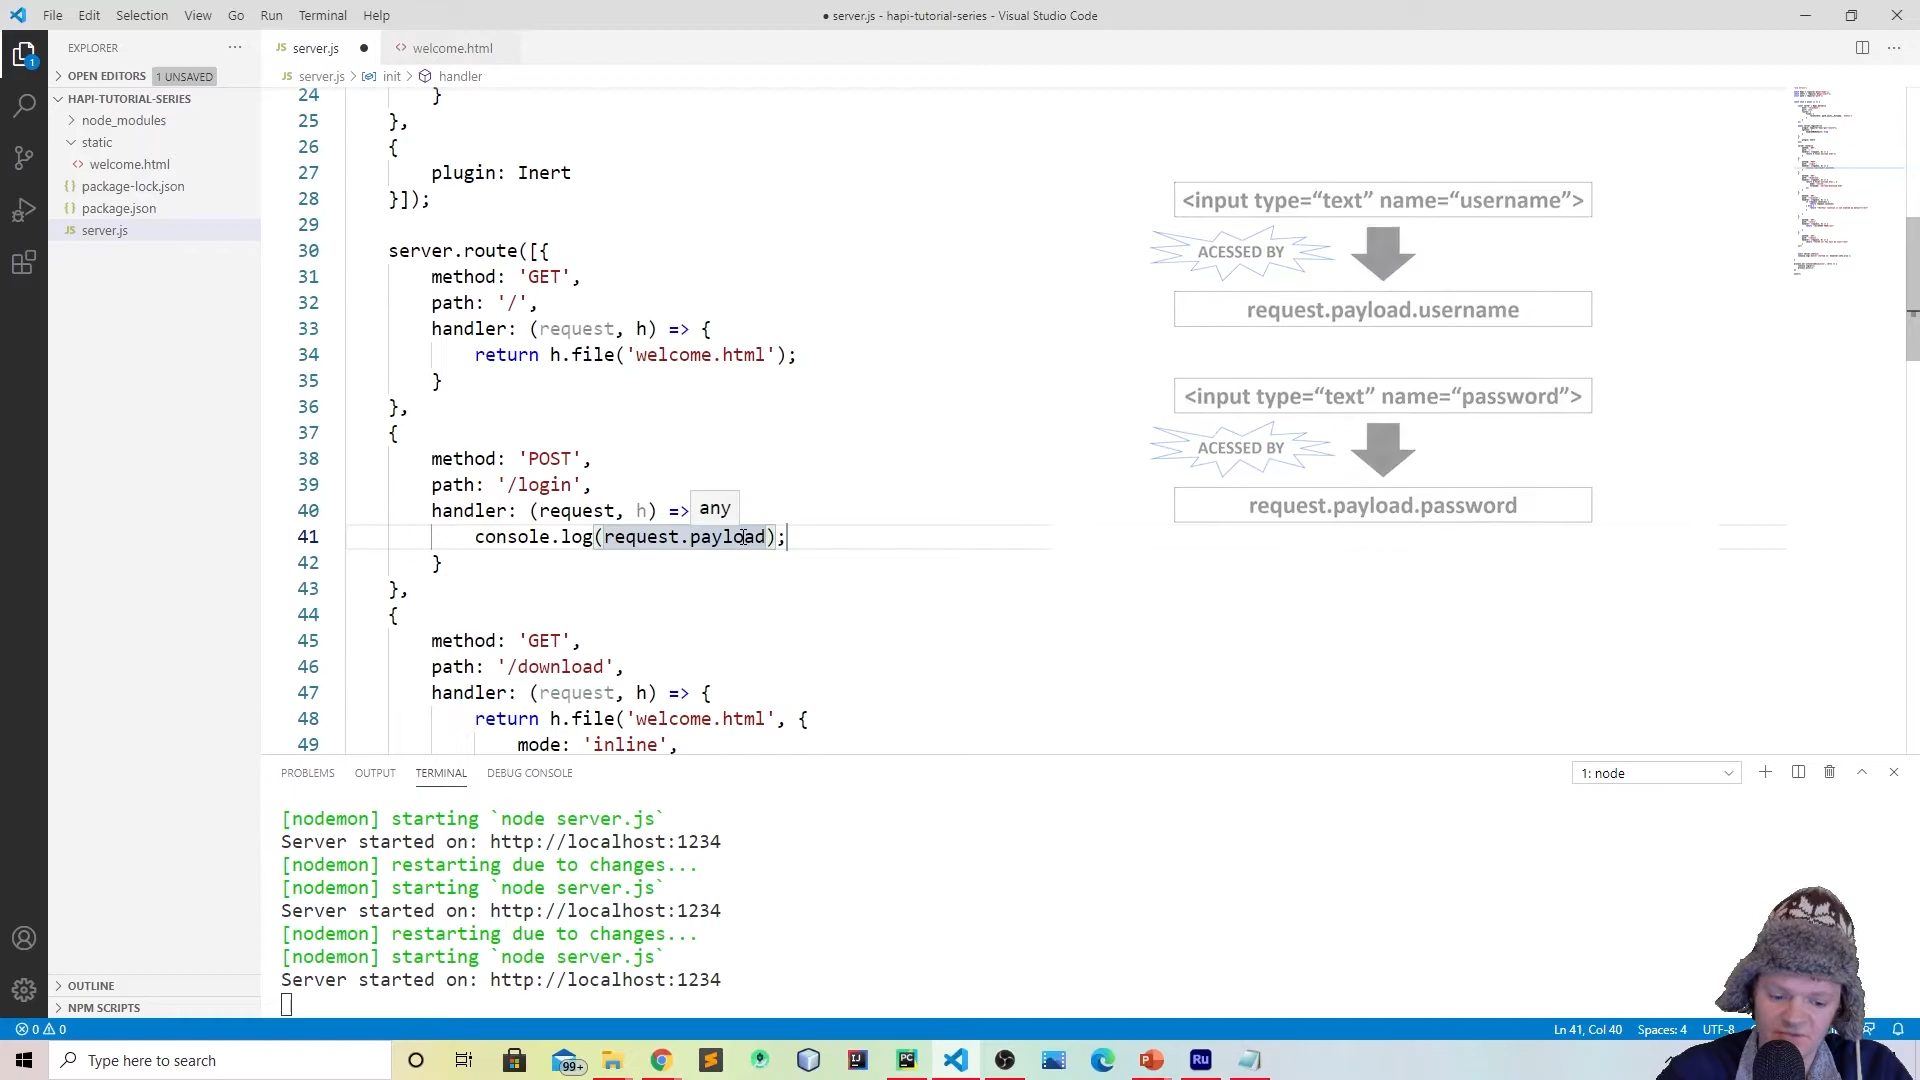 File Edit Selection View Go Run Terminal Help
● server.js - hapi-tutorial-series - Visual Studio Code
EXPLORER
JS server.js ●
<> welcome.html
OPEN EDITORS 1 UNSAVED
JS server.js > init > handler
HAPI-TUTORIAL-SERIES
node_modules
static
<> welcome.html
{ } package-lock.json
{ } package.json
JS server.js
1
24 }
25 },
26 {
27 plugin: Inert
28 }]);
29
30 server.route([{
31 method: 'GET',
32 path: '/',
33 handler: (request, h) => {
34 return h.file('welcome.html');
35 }
36 },
37 {
38 method: 'POST',
39 path: '/login',
40 handler: (request, h) =>
any
41 console.log(request.payload);
42 }
43 },
44 {
45 method: 'GET',
46 path: '/download',
47 handler: (request, h) => {
48 return h.file('welcome.html', {
49 mode: 'inline',
<input type=“text” name=“username”>
ACESSED BY
request.payload.username
<input type=“text” name=“password”>
ACESSED BY
request.payload.password
PROBLEMS OUTPUT TERMINAL DEBUG CONSOLE
1: node
[nodemon] starting `node server.js`
Server started on: http://localhost:1234
[nodemon] restarting due to changes...
[nodemon] starting `node server.js`
Server started on: http://localhost:1234
[nodemon] restarting due to changes...
[nodemon] starting `node server.js`
Server started on: http://localhost:1234
OUTLINE
NPM SCRIPTS
0 0
Ln 41, Col 40 Spaces: 4 UTF-8
Type here to search
99+
IJ
PC
Ru